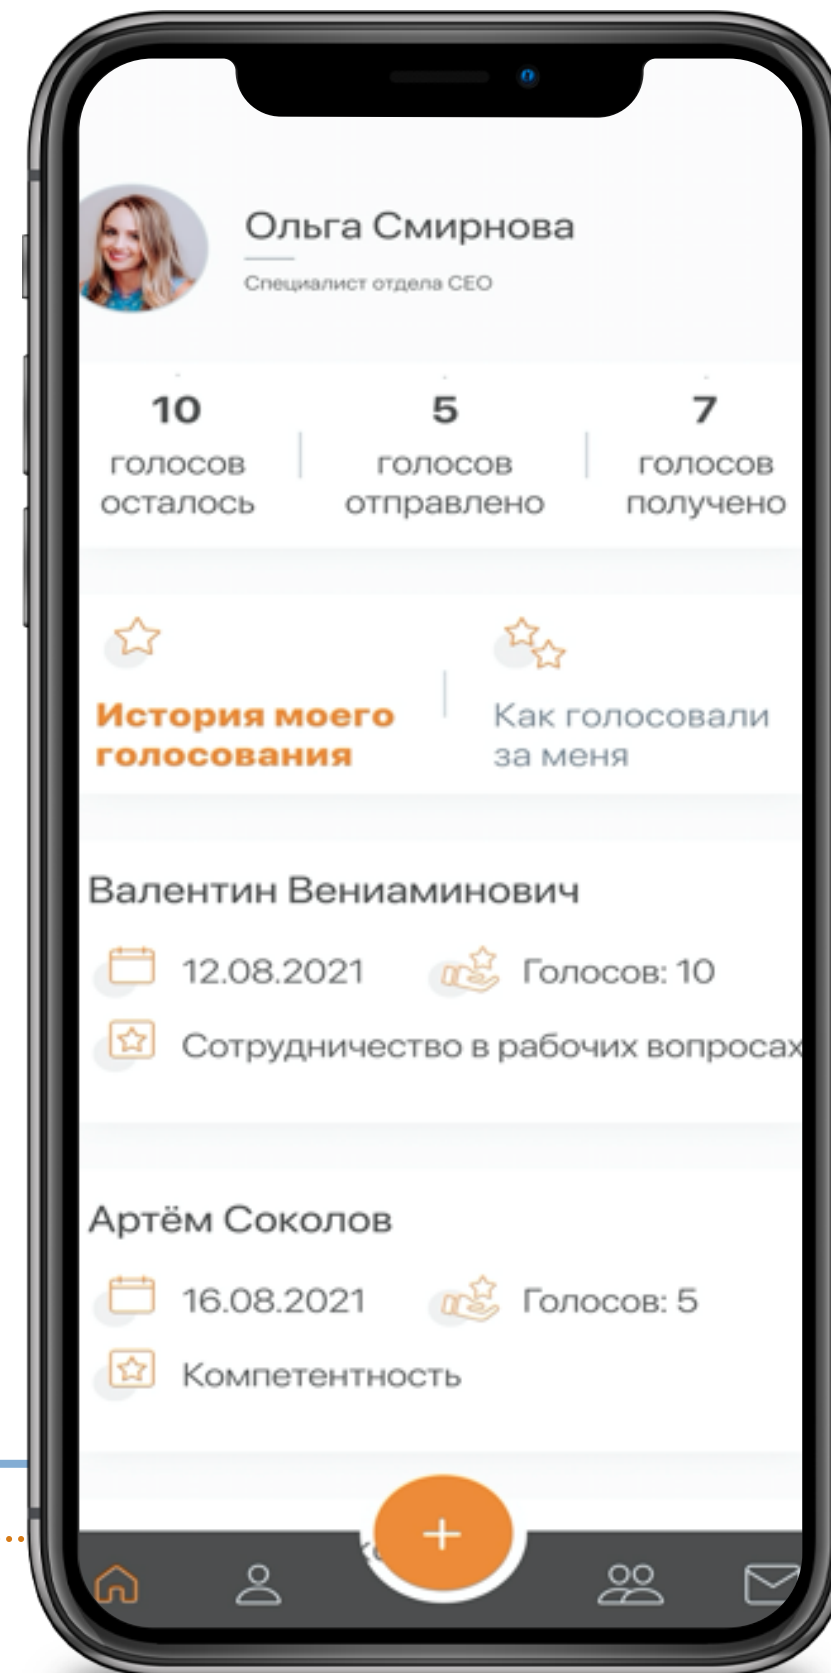 Ольга Смирнова
Специалист отдела СЕО
10 5 7
голосов голосов голосов
осталось отправлено получено
История моего Как голосовали
голосования за меня
Валентин Вениаминович
12.08.2021 Голосов: 10
Сотрудничество в рабочих вопросах
Артём Соколов
16.08.2021 Голосов: 5
Компетентность